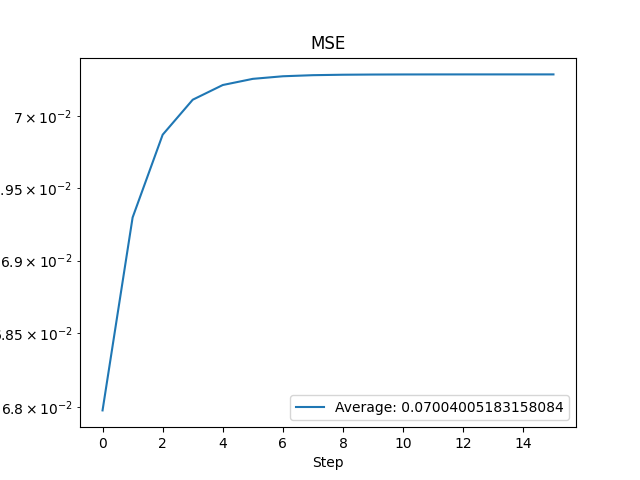 MSE
7 × 10⁻²
.95 × 10⁻²
6.9 × 10⁻²
.85 × 10⁻²
6.8 × 10⁻²
Average: 0.07004005183158084
0 2 4 6 8 10 12 14
Step